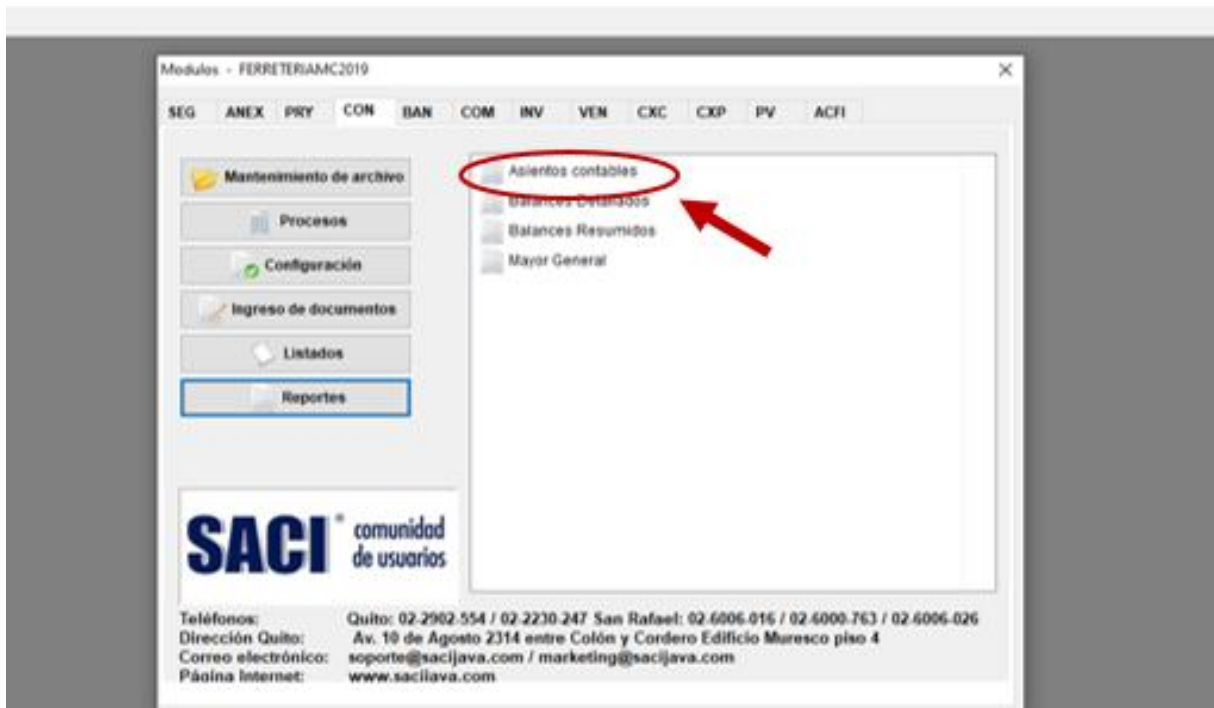 Modulos - FERRETERIAMC2019
SEG ANEX PRY CON BAN COM INV VEN CXC CXP PV ACFI
Mantenimiento de archivo
Procesos
Configuración
Ingreso de documentos
Listados
Reportes
Asientos contables
Balances Detallados
Balances Resumidos
Mayor General
SACI ® comunidad
de usuarios
Teléfonos: Quito: 02-2902-554 / 02-2230-247 San Rafael: 02-6006-016 / 02-6000-763 / 02-6006-026
Dirección Quito: Av. 10 de Agosto 2314 entre Colón y Cordero Edificio Muresco piso 4
Correo electrónico: soporte@sacijava.com / marketing@sacijava.com
Página Internet: www.sacijava.com